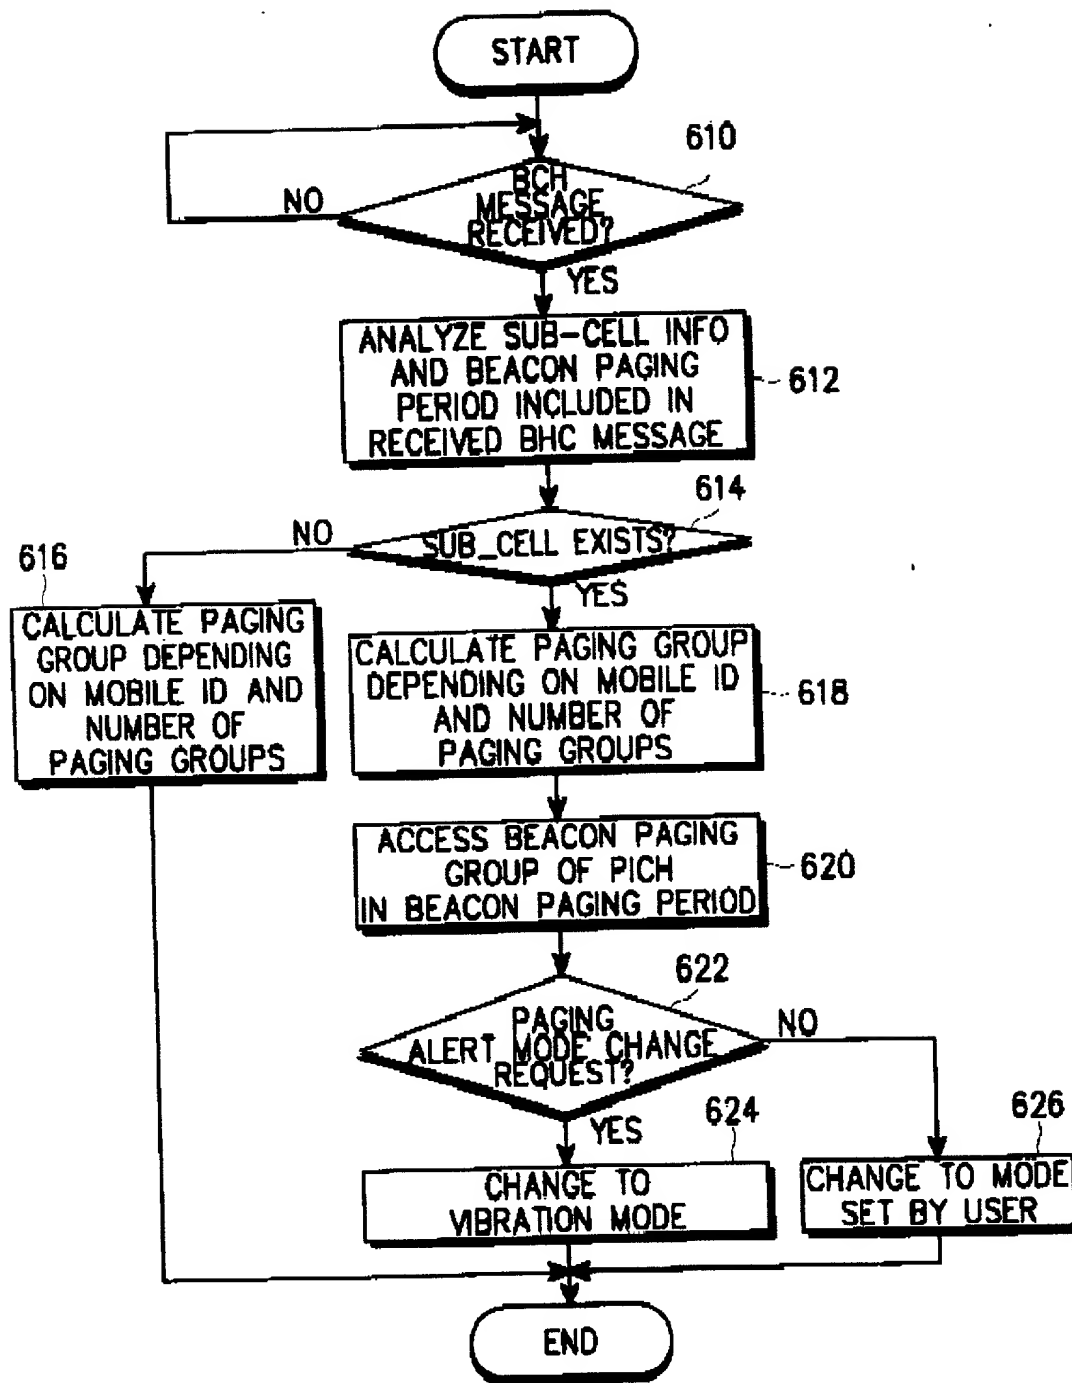 START
610
BCH
MESSAGE
RECEIVED?
NO
YES
ANALYZE SUB-CELL INFO
AND BEACON PAGING
PERIOD INCLUDED IN
RECEIVED BHC MESSAGE
612
614
SUB_CELL EXISTS?
NO
YES
616
CALCULATE PAGING
GROUP DEPENDING
ON MOBILE ID AND
NUMBER OF
PAGING GROUPS
CALCULATE PAGING GROUP
DEPENDING ON MOBILE ID
AND NUMBER OF
PAGING GROUPS
618
ACCESS BEACON PAGING
GROUP OF PICH
IN BEACON PAGING PERIOD
620
622
PAGING
ALERT MODE CHANGE
REQUEST?
NO
YES
624
CHANGE TO
VIBRATION MODE
626
CHANGE TO MODE
SET BY USER
END